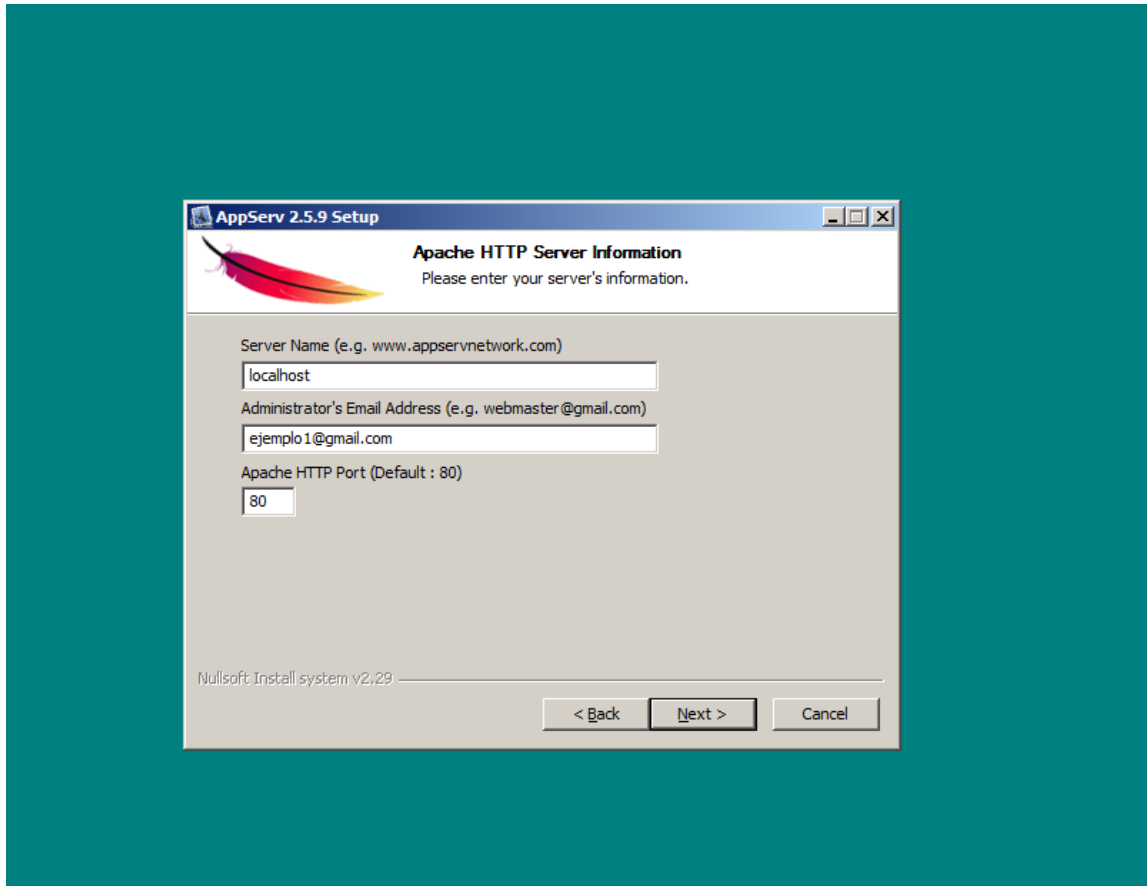 AppServ 2.5.9 Setup
Apache HTTP Server Information
Please enter your server's information.
Server Name (e.g. www.appservnetwork.com)
localhost
Administrator's Email Address (e.g. webmaster@gmail.com)
ejemplo1@gmail.com
Apache HTTP Port (Default : 80)
80
Nullsoft Install system v2.29
< Back Next > Cancel